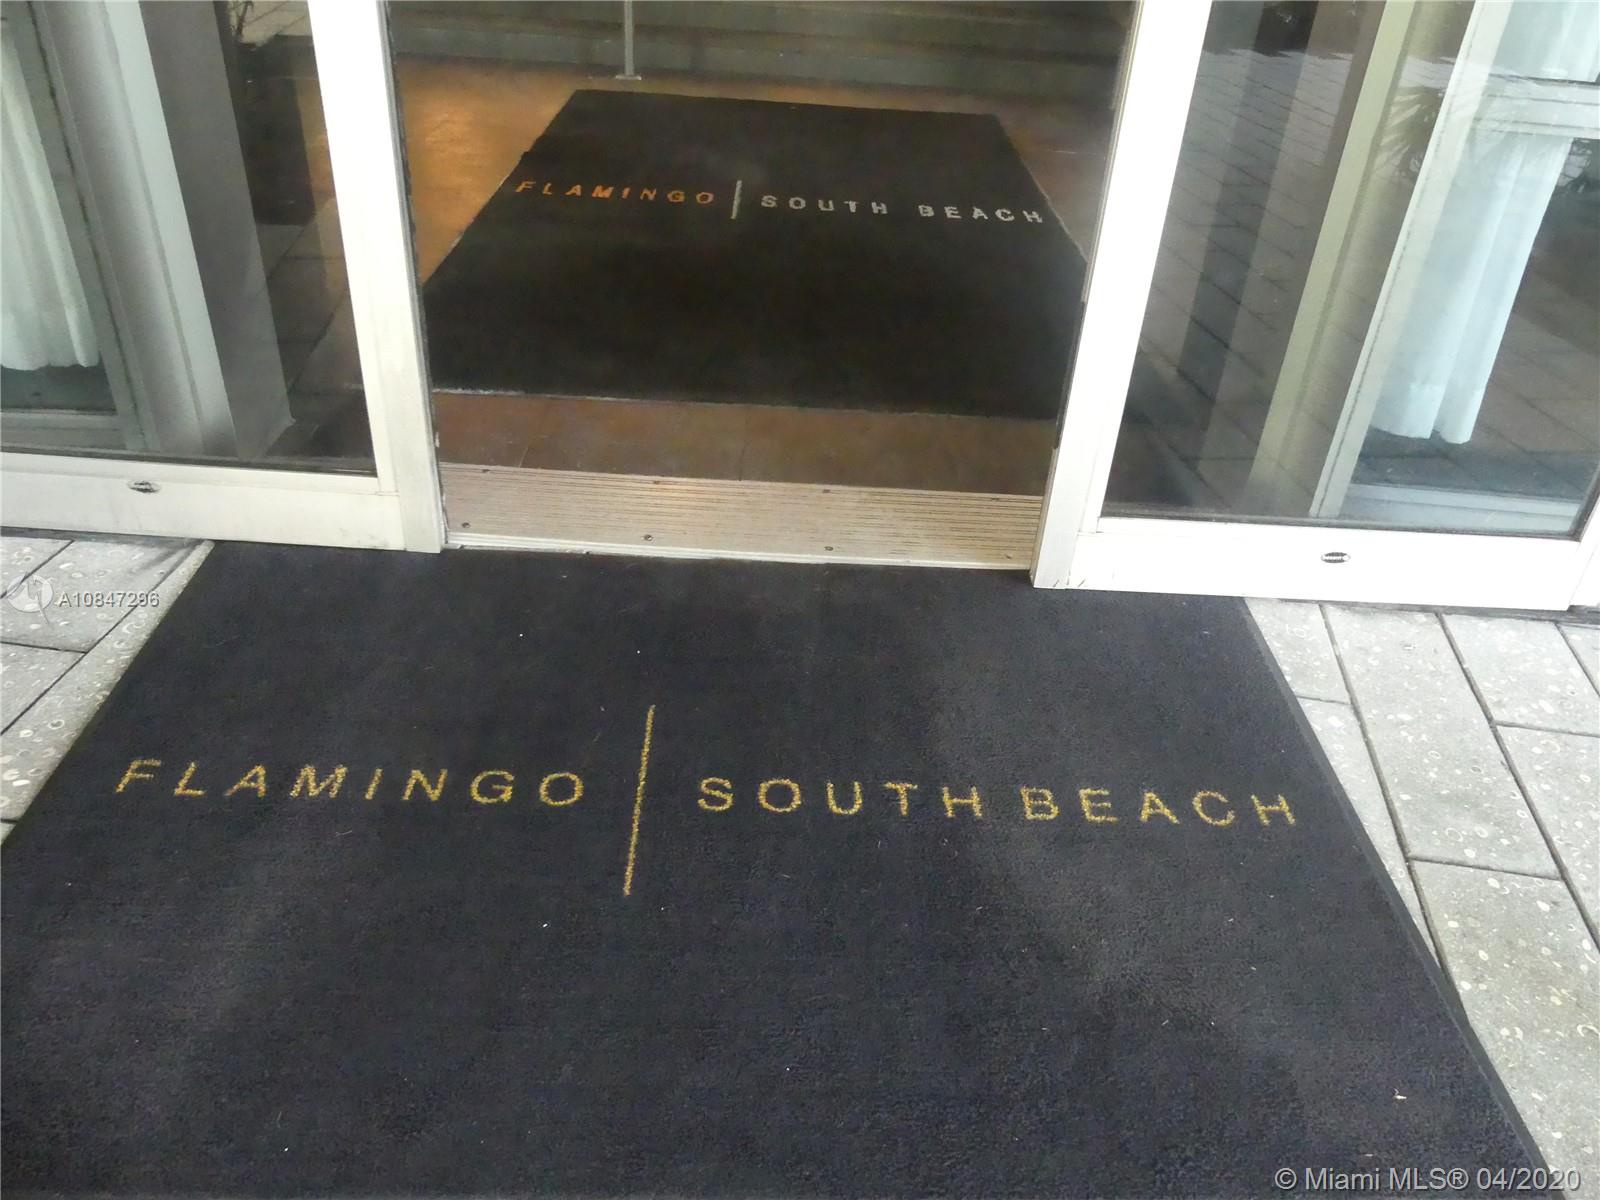 FLAMINGO | SOUTH BEACH
A10847296
FLAMINGO | SOUTH BEACH
© Miami MLS® 04/2020